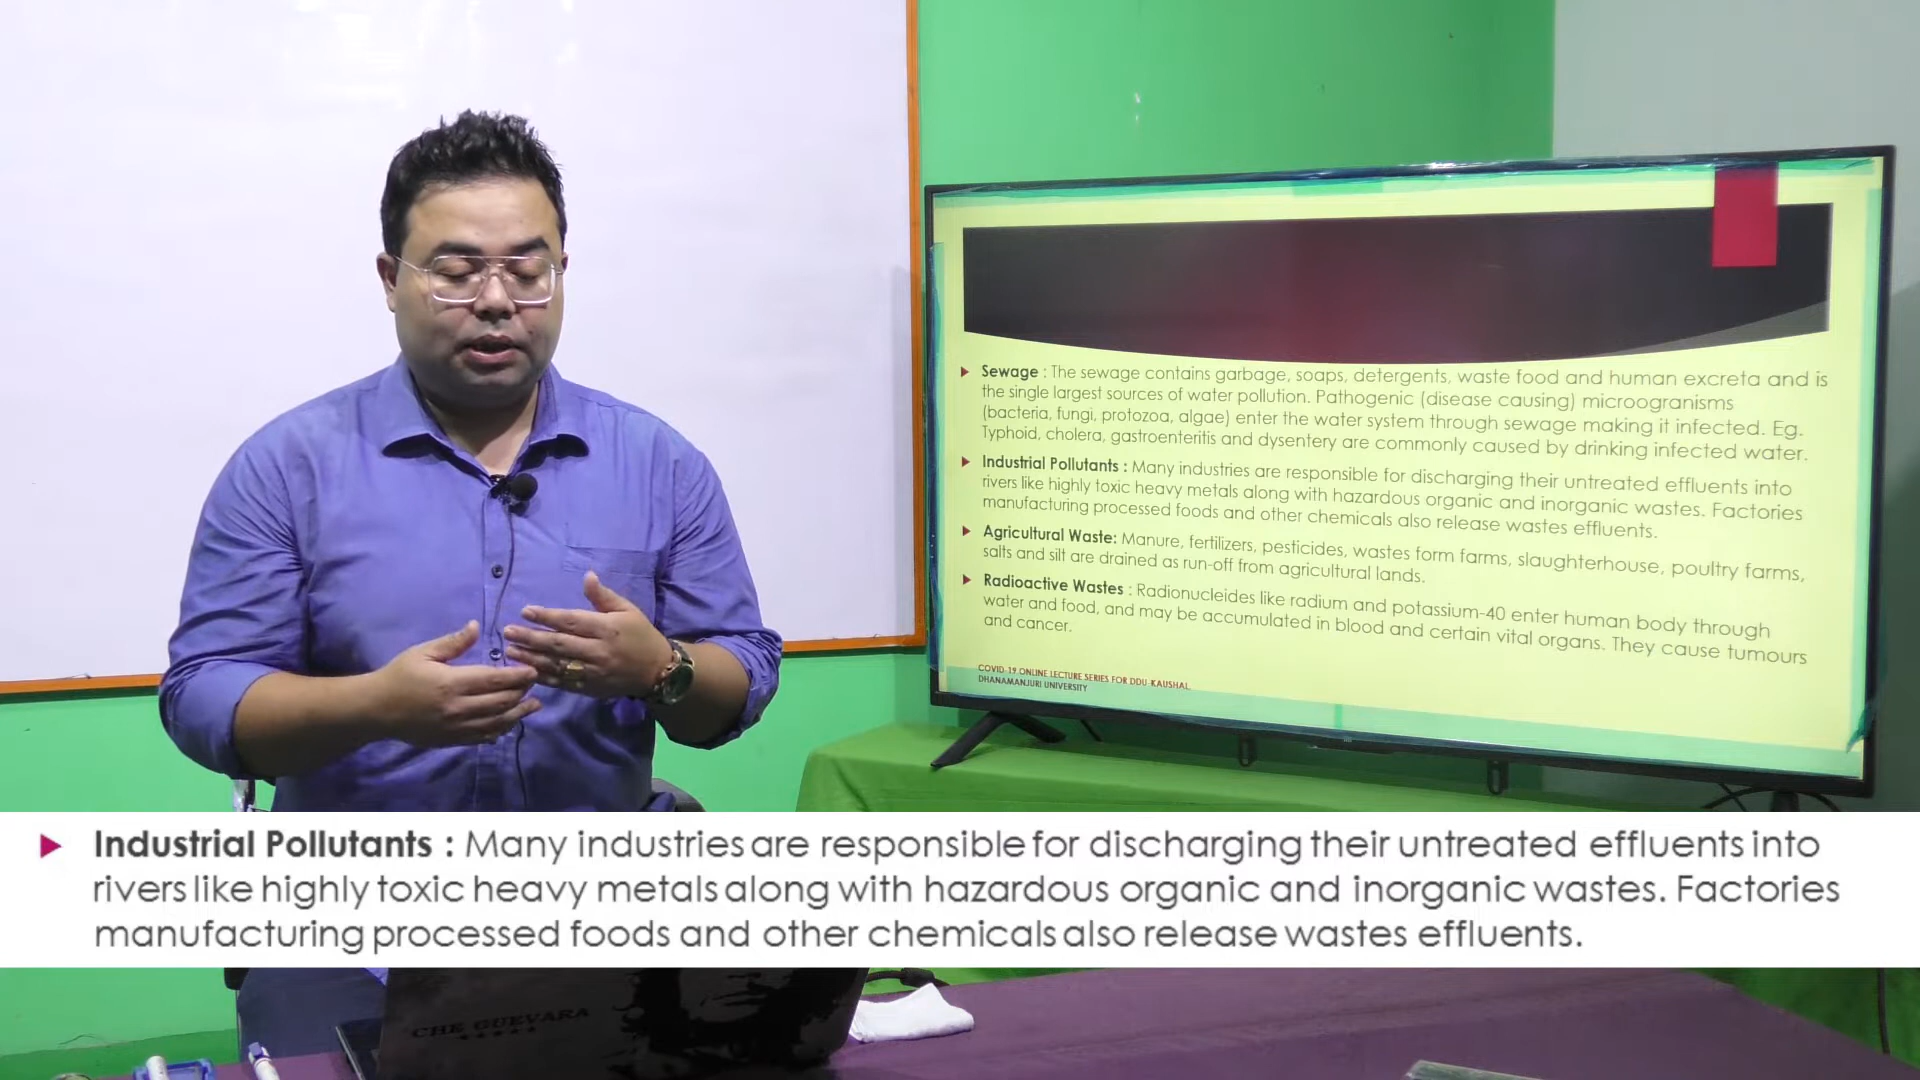 Sewage : The sewage contains garbage, soaps, detergents, waste food and human excreta and is
the single largest sources of water pollution. Pathogenic (disease causing) microogranisms
(bacteria, fungi, protozoa, algae) enter the water system through sewage making it infected. Eg.
Typhoid, cholera, gastroenteritis and dysentery are commonly caused by drinking infected water.
Industrial Pollutants : Many industries are responsible for discharging their untreated effluents into
rivers like highly toxic heavy metals along with hazardous organic and inorganic wastes. Factories
manufacturing processed foods and other chemicals also release wastes effluents.
Agricultural Waste: Manure, fertilizers, pesticides, wastes form farms, slaughterhouse, poultry farms,
salts and silt are drained as run-off from agricultural lands.
Radioactive Wastes : Radionucleides like radium and potassium-40 enter human body through
water and food, and may be accumulated in blood and certain vital organs. They cause tumours
and cancer.
COVID-19 ONLINE LECTURE SERIES FOR DDU-KAUSHAL,
DHANAMANJURI UNIVERSITY
Industrial Pollutants : Many industries are responsible for discharging their untreated effluents into
rivers like highly toxic heavy metals along with hazardous organic and inorganic wastes. Factories
manufacturing processed foods and other chemicals also release wastes effluents.
CHE GUEVARA